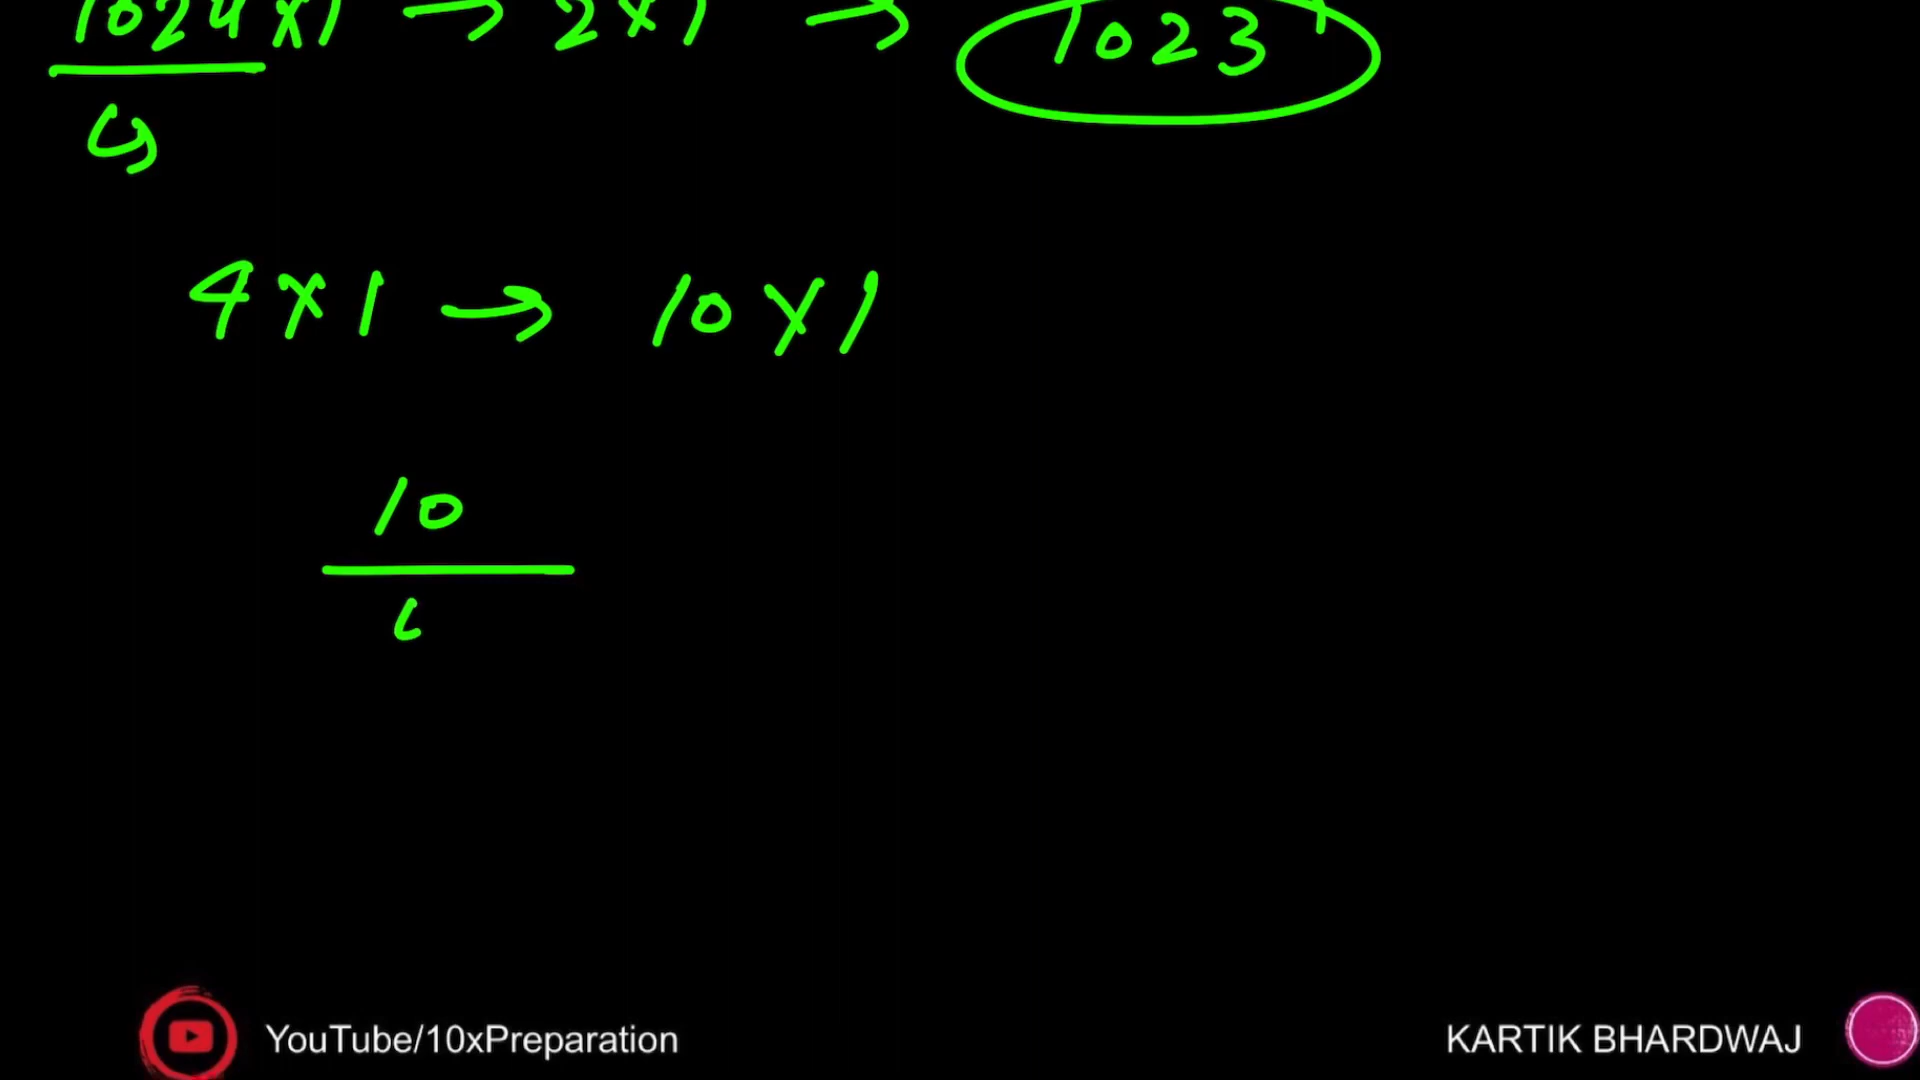 1024x1 → 2x1 → 1023
4x1 → 10x1
10
YouTube/10xPreparation
KARTIK BHARDWAJ